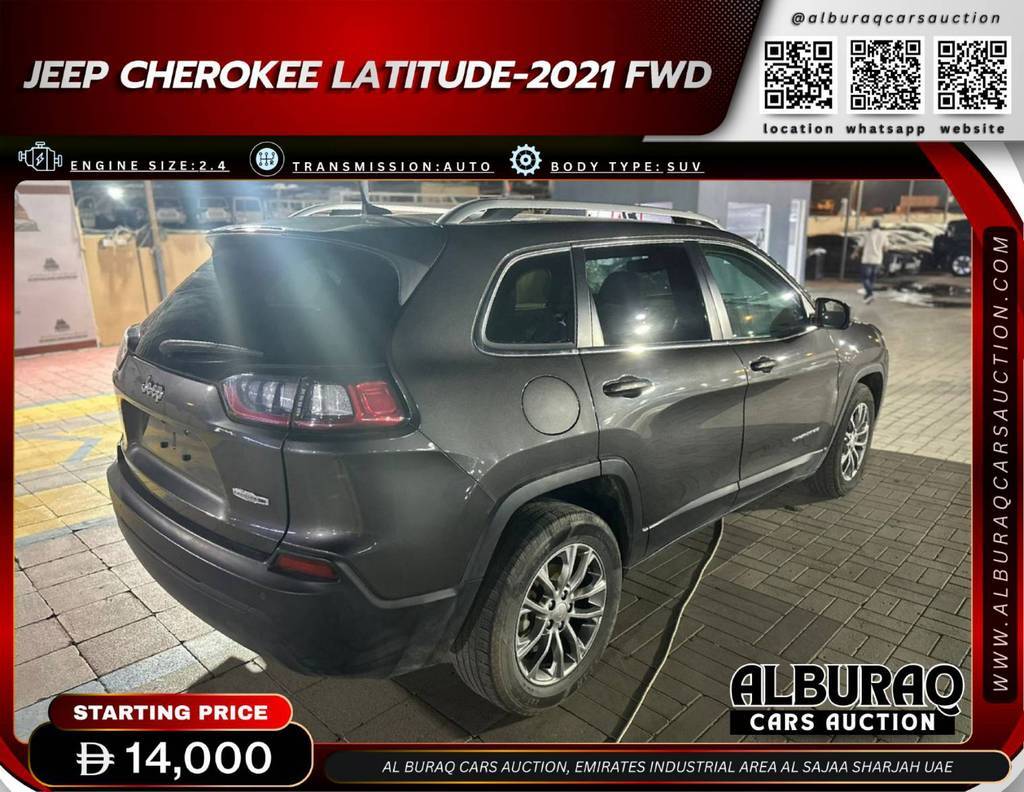 @alburaqcarsauction
JEEP CHEROKEE LATITUDE-2021 FWD
location whatsapp website
ENGINE SIZE:2.4 TRANSMISSION:AUTO BODY TYPE: SUV
Jeep
CHEROKEE
WWW.ALBURAQCARSAUCTION.COM
ALBURAQ
CARS AUCTION
STARTING PRICE
14,000
AL BURAQ CARS AUCTION, EMIRATES INDUSTRIAL AREA AL SAJAA SHARJAH UAE